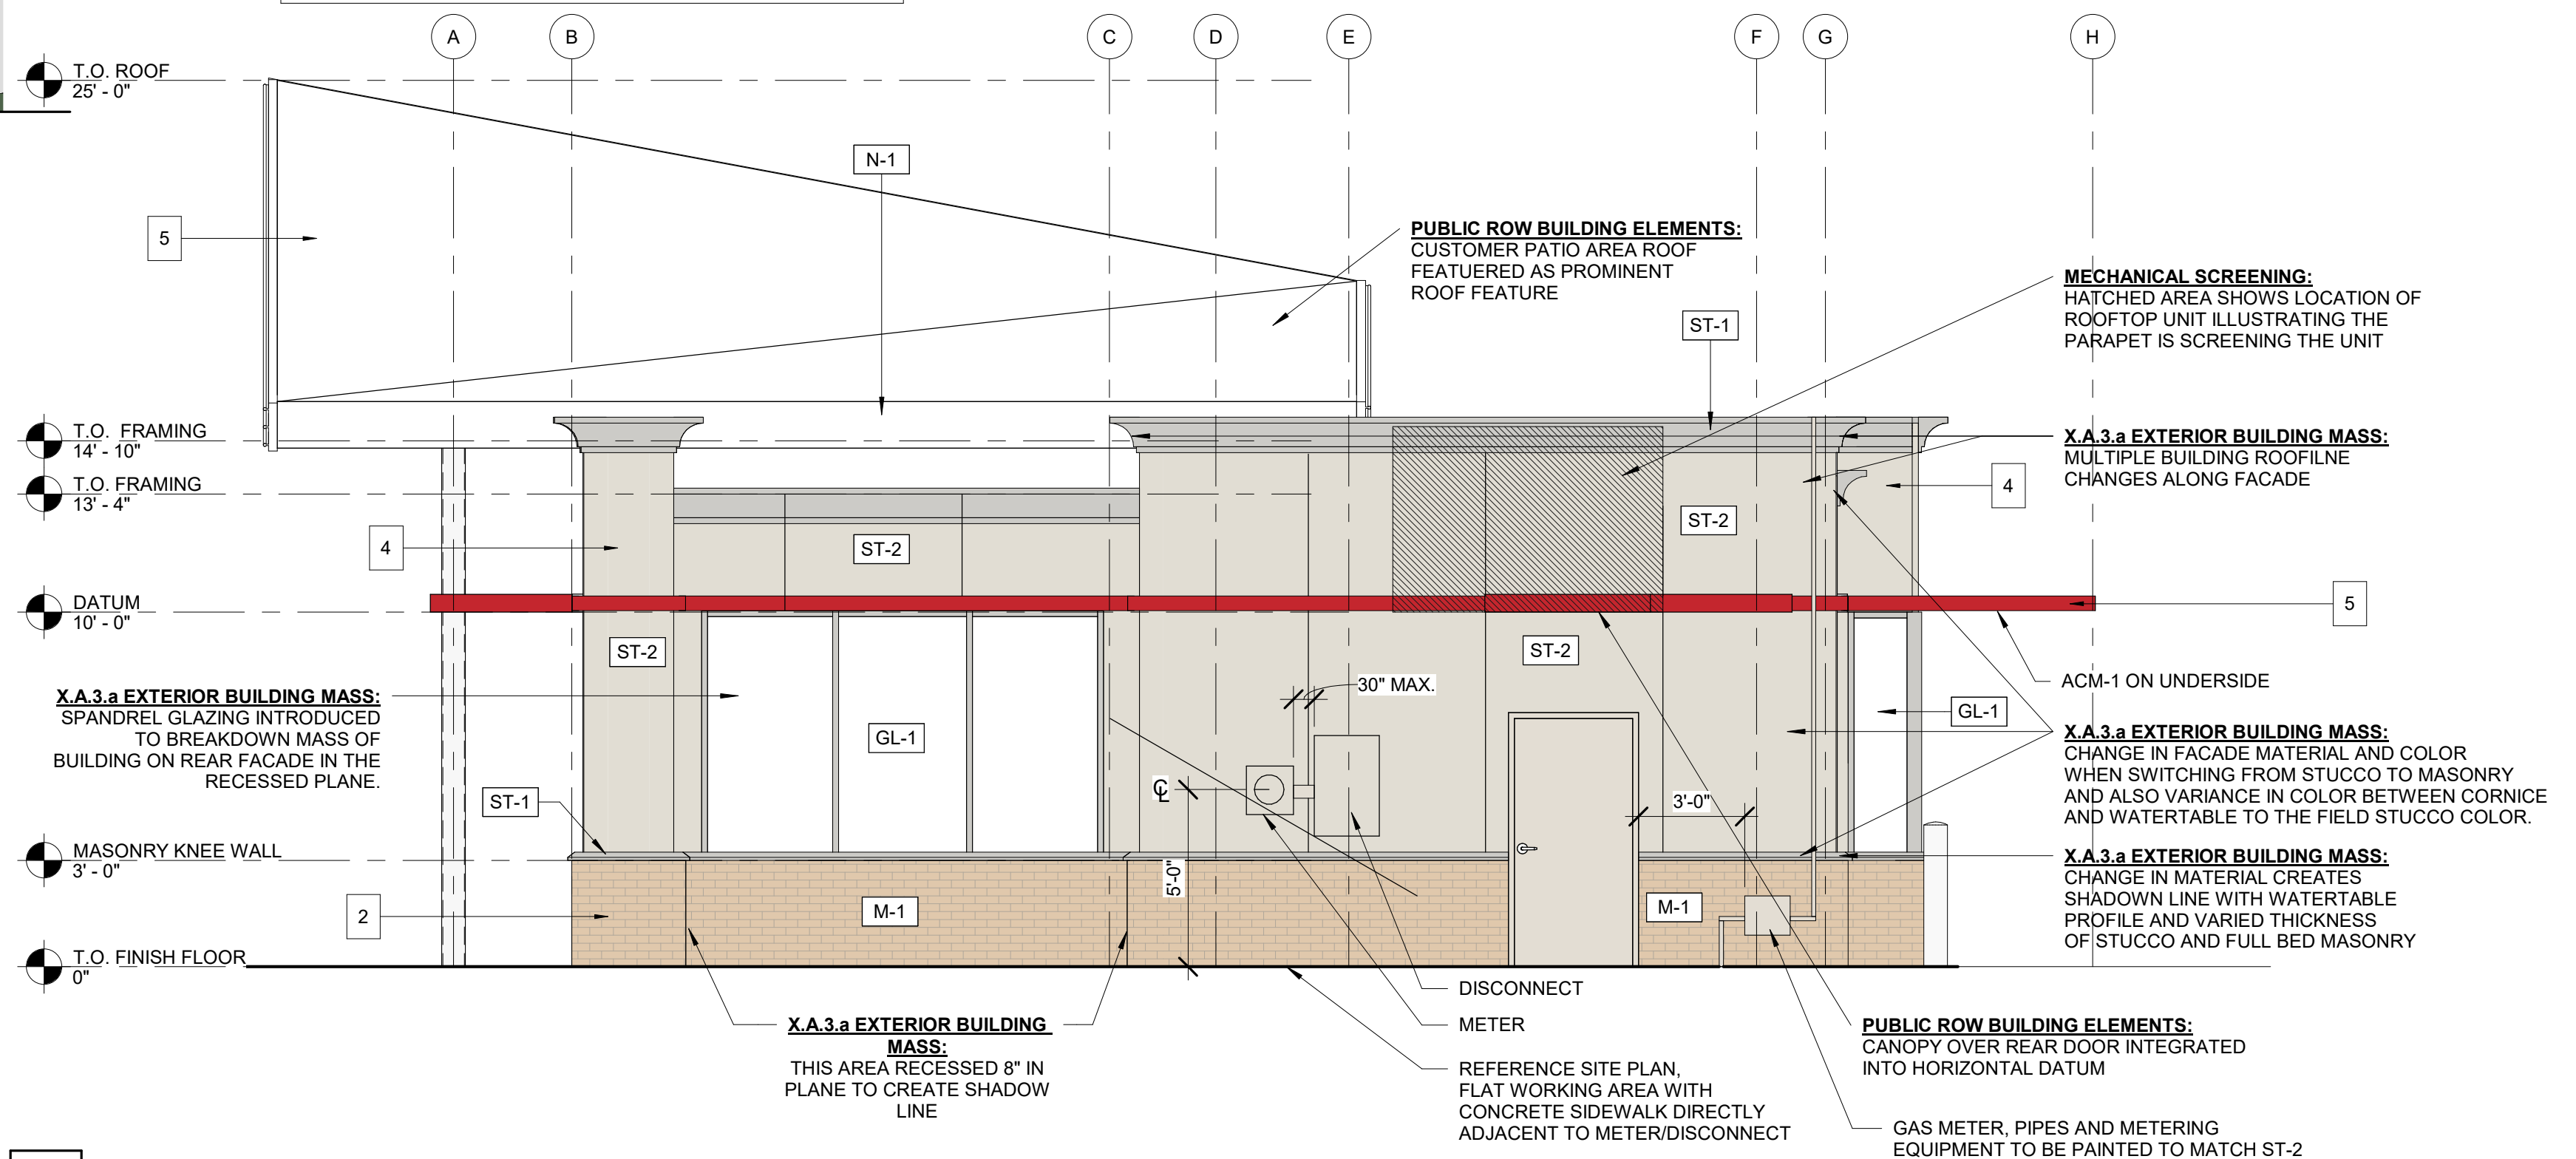 A
B
C
D
E
F
G
H
T.O. ROOF
25' - 0"
N-1
5
PUBLIC ROW BUILDING ELEMENTS:
CUSTOMER PATIO AREA ROOF
FEATUERED AS PROMINENT
ROOF FEATURE
MECHANICAL SCREENING:
HATCHED AREA SHOWS LOCATION OF
ROOFTOP UNIT ILLUSTRATING THE
PARAPET IS SCREENING THE UNIT
ST-1
T.O. FRAMING
14' - 10"
X.A.3.a EXTERIOR BUILDING MASS:
MULTIPLE BUILDING ROOFILNE
CHANGES ALONG FACADE
T.O. FRAMING
13' - 4"
4
ST-2
4
ST-2
DATUM
10' - 0"
5
ST-2
ST-2
30" MAX.
ACM-1 ON UNDERSIDE
X.A.3.a EXTERIOR BUILDING MASS:
SPANDREL GLAZING INTRODUCED
TO BREAKDOWN MASS OF
BUILDING ON REAR FACADE IN THE
RECESSED PLANE.
GL-1
GL-1
X.A.3.a EXTERIOR BUILDING MASS:
CHANGE IN FACADE MATERIAL AND COLOR
WHEN SWITCHING FROM STUCCO TO MASONRY
AND ALSO VARIANCE IN COLOR BETWEEN CORNICE
AND WATERTABLE TO THE FIELD STUCCO COLOR.
ST-1
℄
3'-0"
MASONRY KNEE WALL
3' - 0"
5'-0"
X.A.3.a EXTERIOR BUILDING MASS:
CHANGE IN MATERIAL CREATES
SHADOWN LINE WITH WATERTABLE
PROFILE AND VARIED THICKNESS
OF STUCCO AND FULL BED MASONRY
2
M-1
M-1
T.O. FINISH FLOOR
0"
DISCONNECT
METER
X.A.3.a EXTERIOR BUILDING
MASS:
THIS AREA RECESSED 8" IN
PLANE TO CREATE SHADOW
LINE
REFERENCE SITE PLAN,
FLAT WORKING AREA WITH
CONCRETE SIDEWALK DIRECTLY
ADJACENT TO METER/DISCONNECT
PUBLIC ROW BUILDING ELEMENTS:
CANOPY OVER REAR DOOR INTEGRATED
INTO HORIZONTAL DATUM
GAS METER, PIPES AND METERING
EQUIPMENT TO BE PAINTED TO MATCH ST-2